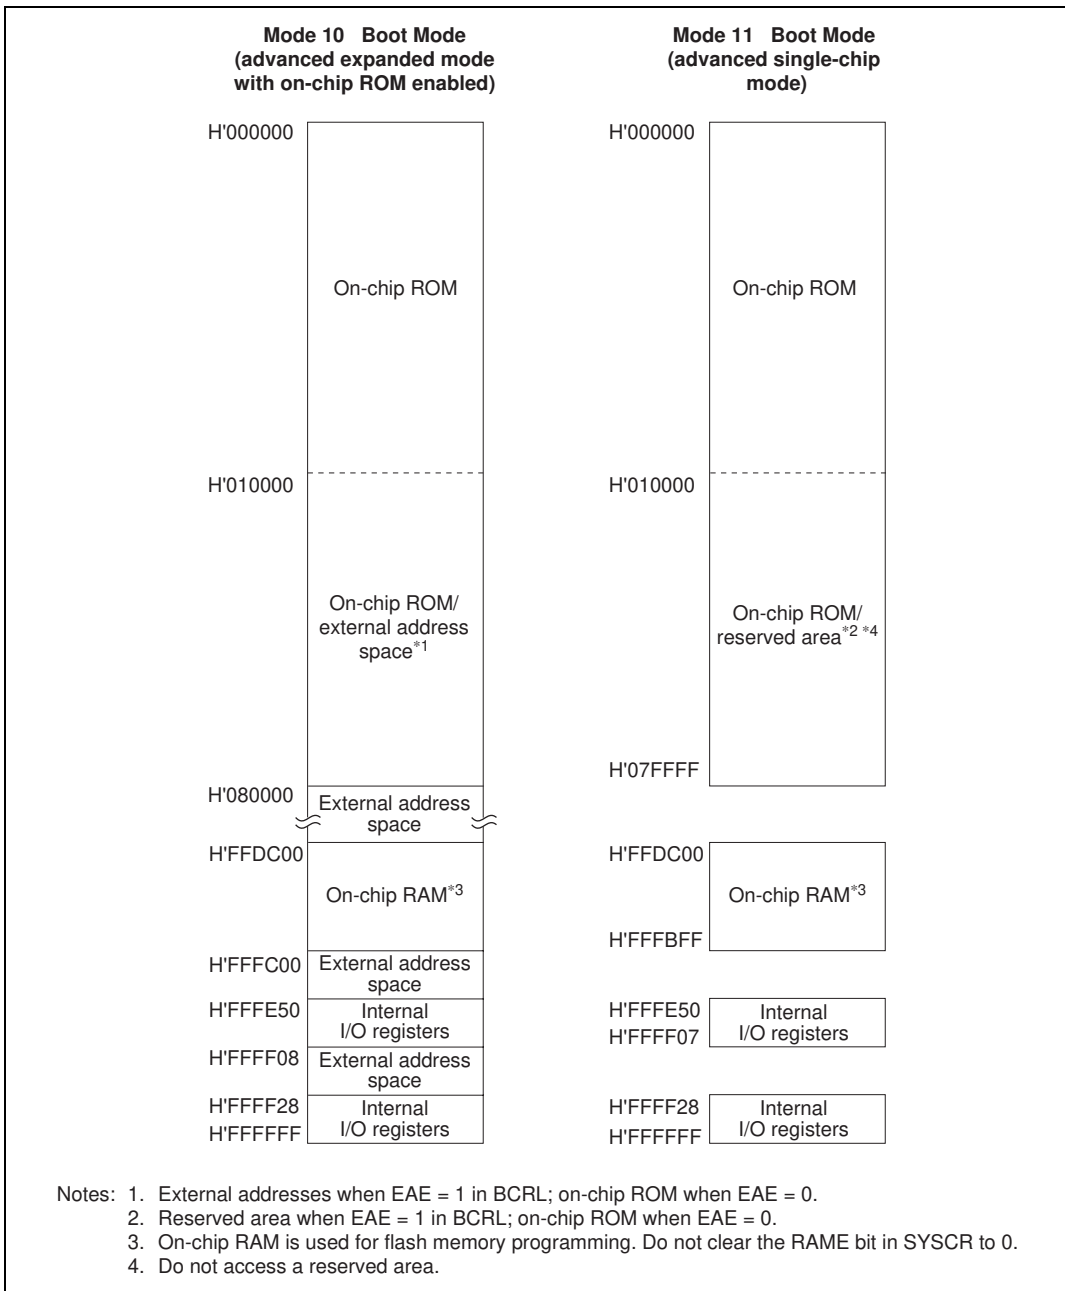 Mode 10   Boot Mode
(advanced expanded mode
with on-chip ROM enabled)
H'000000
On-chip ROM
H'010000
On-chip ROM/
external address
space*1
H'080000
External address
space
H'FFDC00
On-chip RAM*3
H'FFFC00
External address
space
H'FFFE50
Internal
I/O registers
H'FFFF08
External address
space
H'FFFF28
Internal
I/O registers
H'FFFFFF
Mode 11   Boot Mode
(advanced single-chip
mode)
H'000000
On-chip ROM
H'010000
On-chip ROM/
reserved area*2 *4
H'07FFFF
H'FFDC00
On-chip RAM*3
H'FFFBFF
H'FFFE50
Internal
I/O registers
H'FFFF07
H'FFFF28
Internal
I/O registers
H'FFFFFF
Notes: 1. External addresses when EAE = 1 in BCRL; on-chip ROM when EAE = 0.
2. Reserved area when EAE = 1 in BCRL; on-chip ROM when EAE = 0.
3. On-chip RAM is used for flash memory programming. Do not clear the RAME bit in SYSCR to 0.
4. Do not access a reserved area.